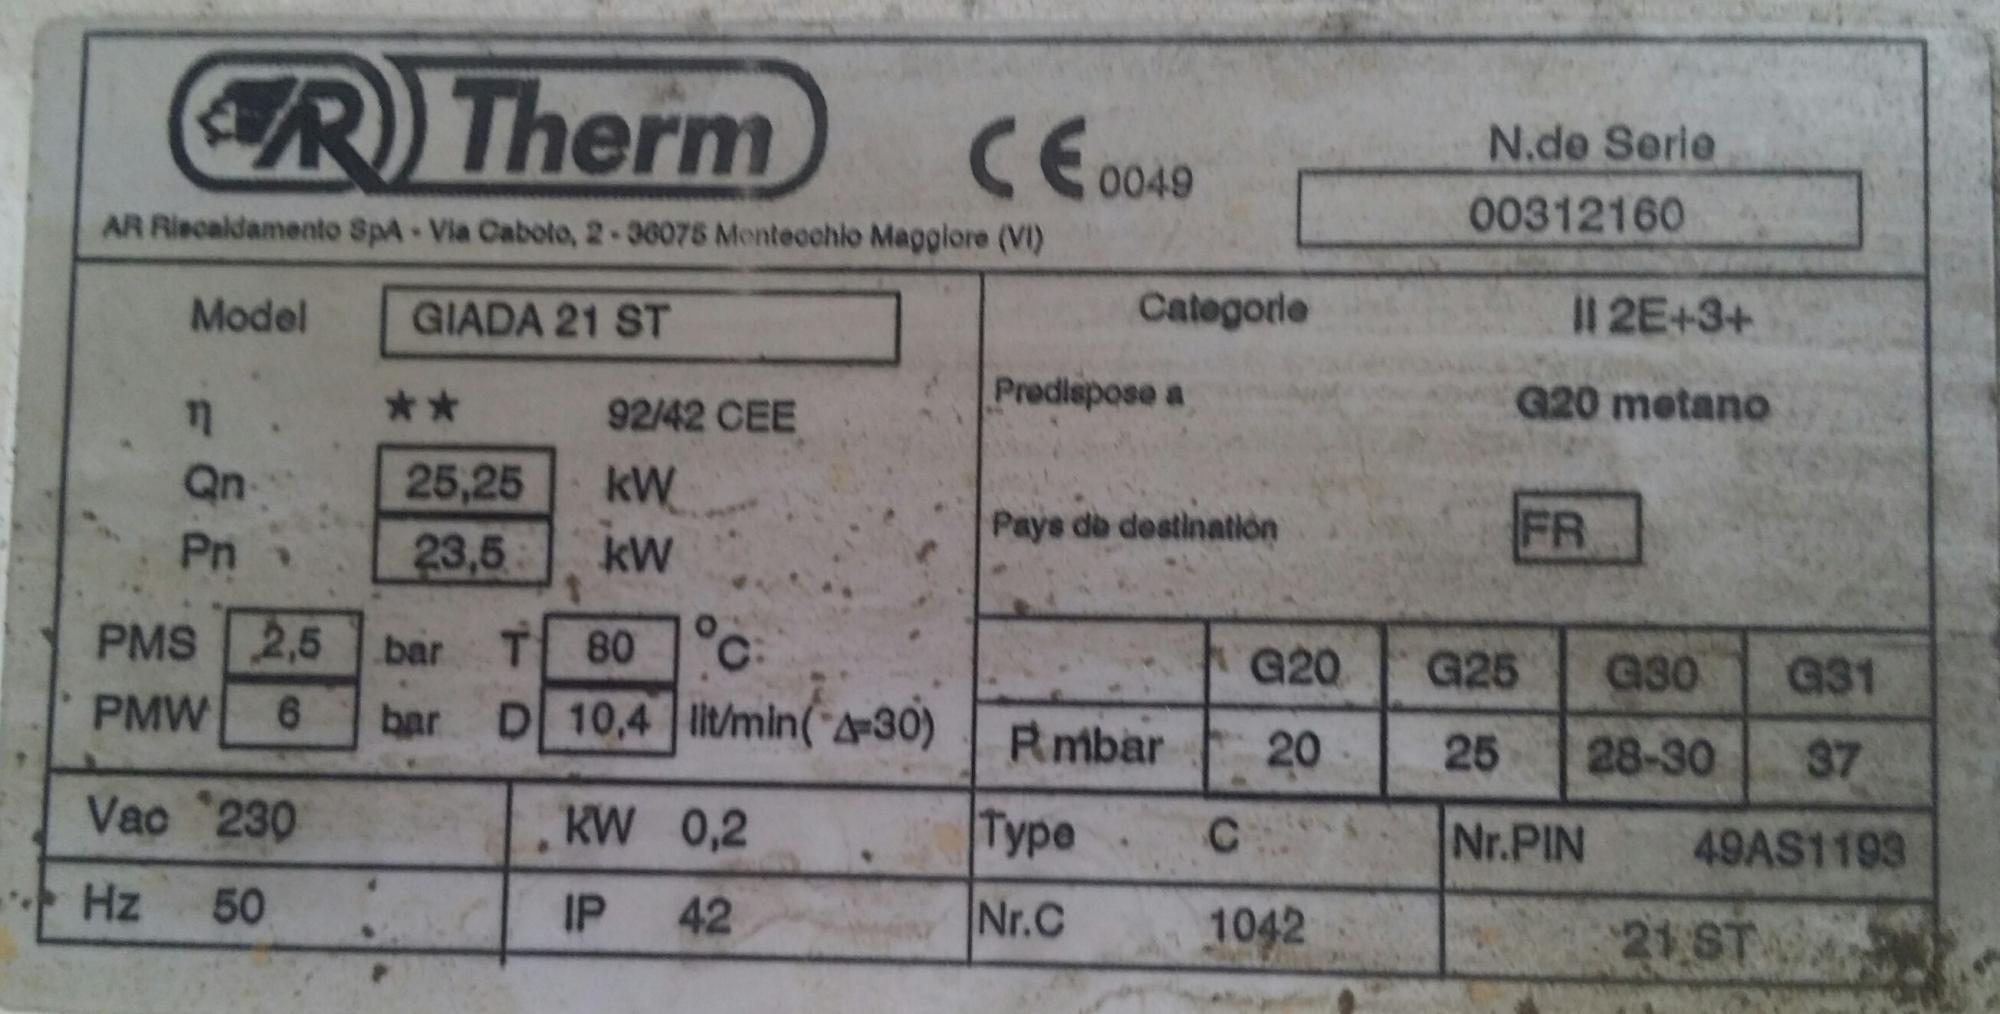 AR Therm
CE 0049
N.de Serie
00312160
AR Riscaldamento SpA - Via Caboto, 2 - 36075 Montecchio Maggiore (VI)
Model GIADA 21 ST
η ★★ 92/42 CEE
Qn 25,25 kW
Pn 23,5 kW
PMS 2,5 bar T 80 °C
PMW 6 bar D 10,4 lit/min( Δ=30)
Categorie II 2E+3+
Predispose a G20 metano
Pays de destination FR
G20 G25 G30 G31
P. mbar 20 25 28-30 37
Vac 230 kW 0,2
Hz 50 IP 42
Type C Nr.PIN 49AS1193
Nr.C 1042 21 ST